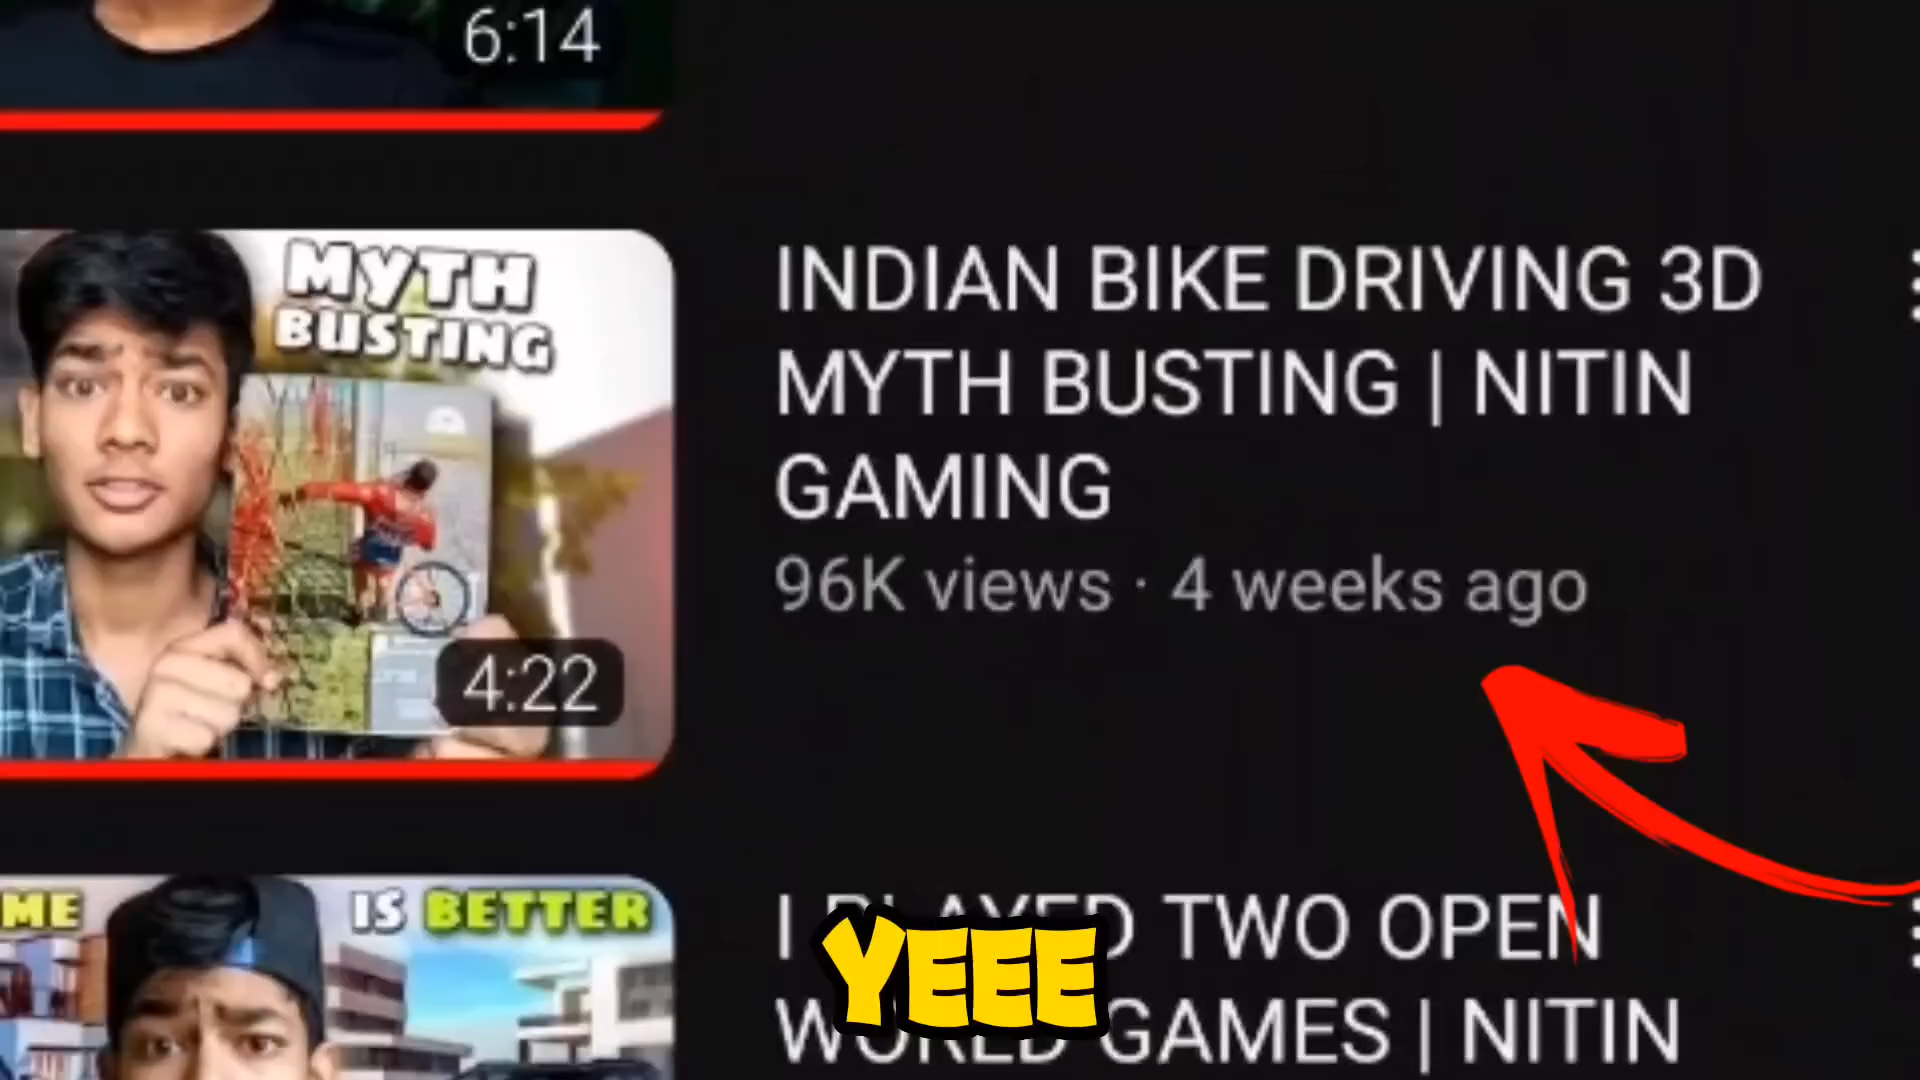 6:14
MYTH
BUSTING
4:22
INDIAN BIKE DRIVING 3D
MYTH BUSTING | NITIN
GAMING
96K views · 4 weeks ago
ME IS BETTER
I PLAYED TWO OPEN
WORLD GAMES | NITIN
YEEE